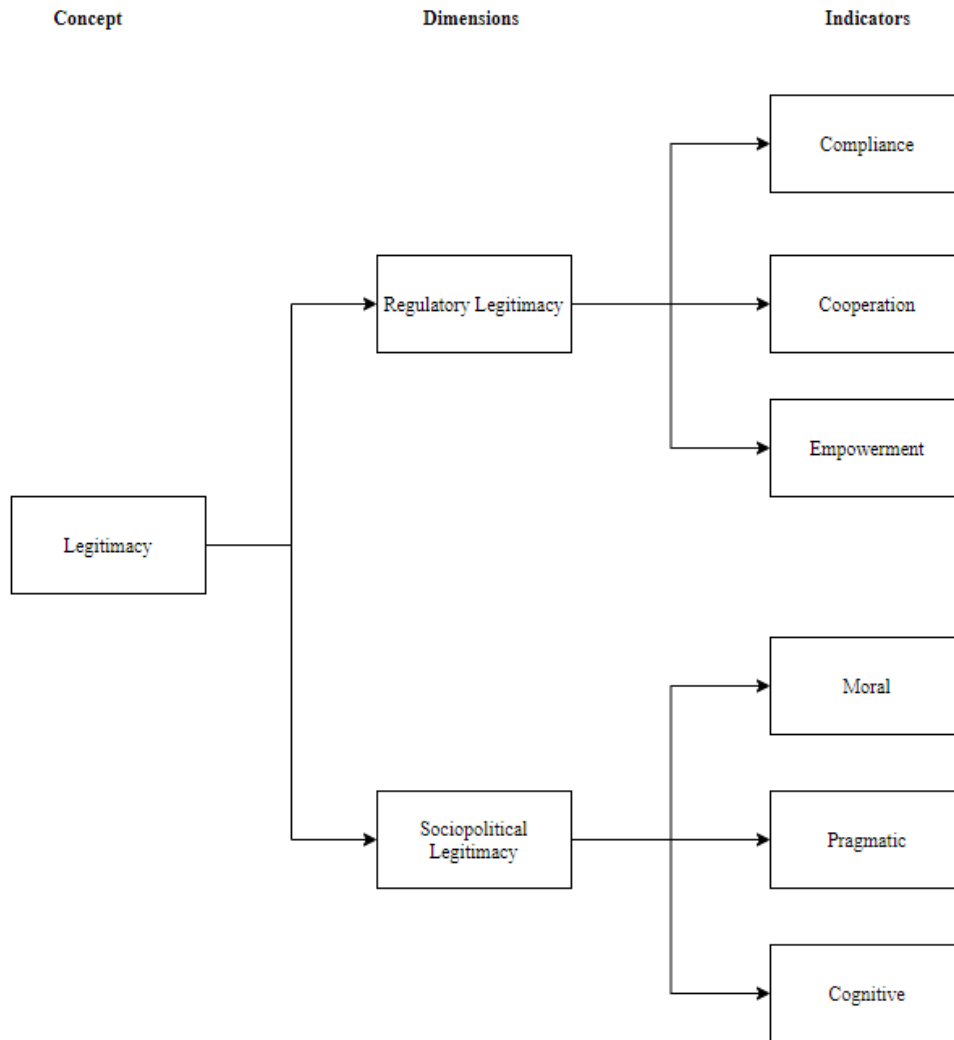 Concept
Dimensions
Indicators
Compliance
Regulatory Legitimacy
Cooperation
Empowerment
Legitimacy
Moral
Sociopolitical
Legitimacy
Pragmatic
Cognitive